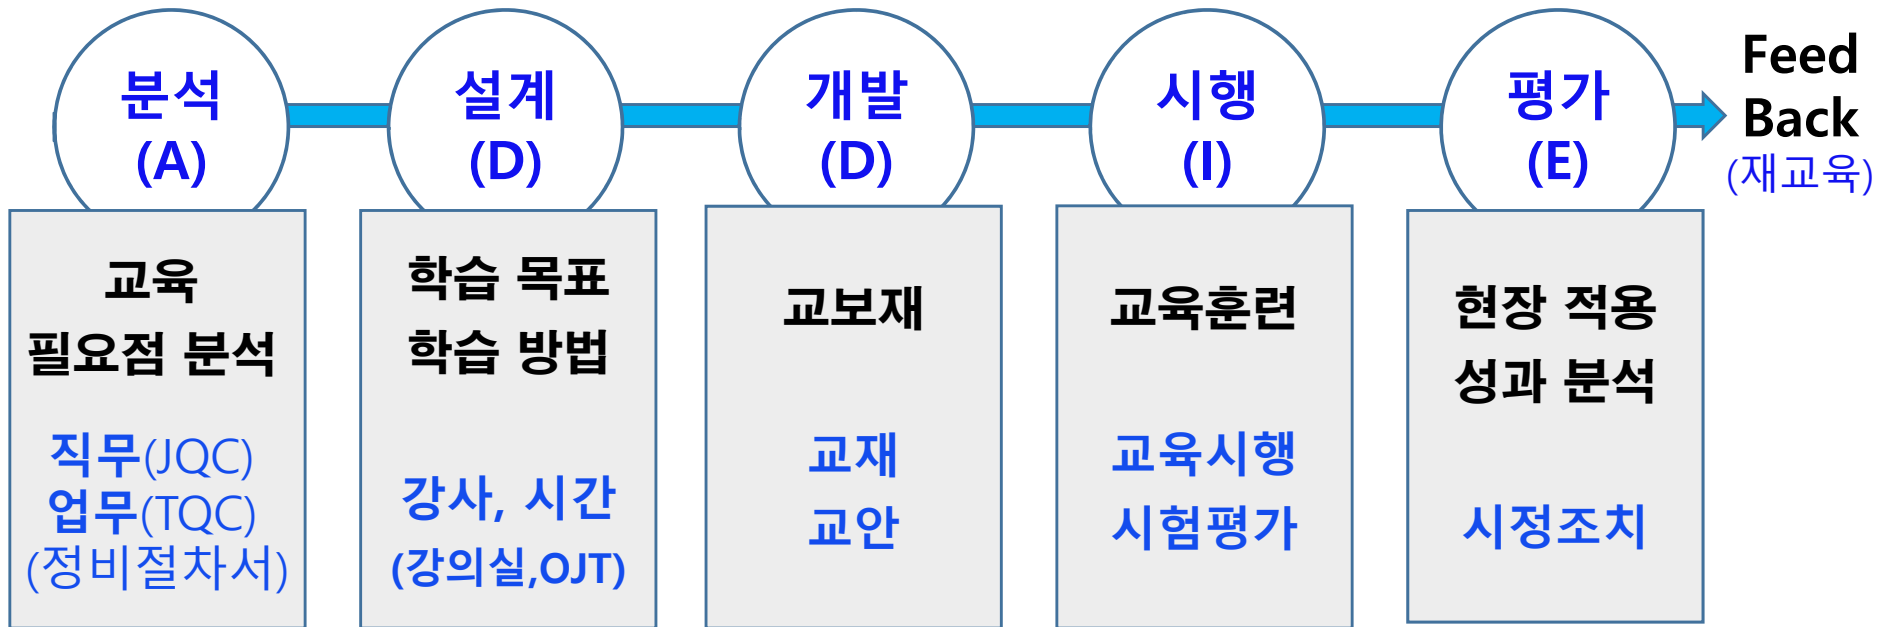 분석
(A)
설계
(D)
개발
(D)
시행
(I)
평가
(E)
Feed
Back
(재교육)
교육
필요점 분석
직무(JQC)
업무(TQC)
(정비절차서)
학습 목표
학습 방법
강사, 시간
(강의실,OJT)
교보재
교재
교안
교육훈련
교육시행
시험평가
현장 적용
성과 분석
시정조치